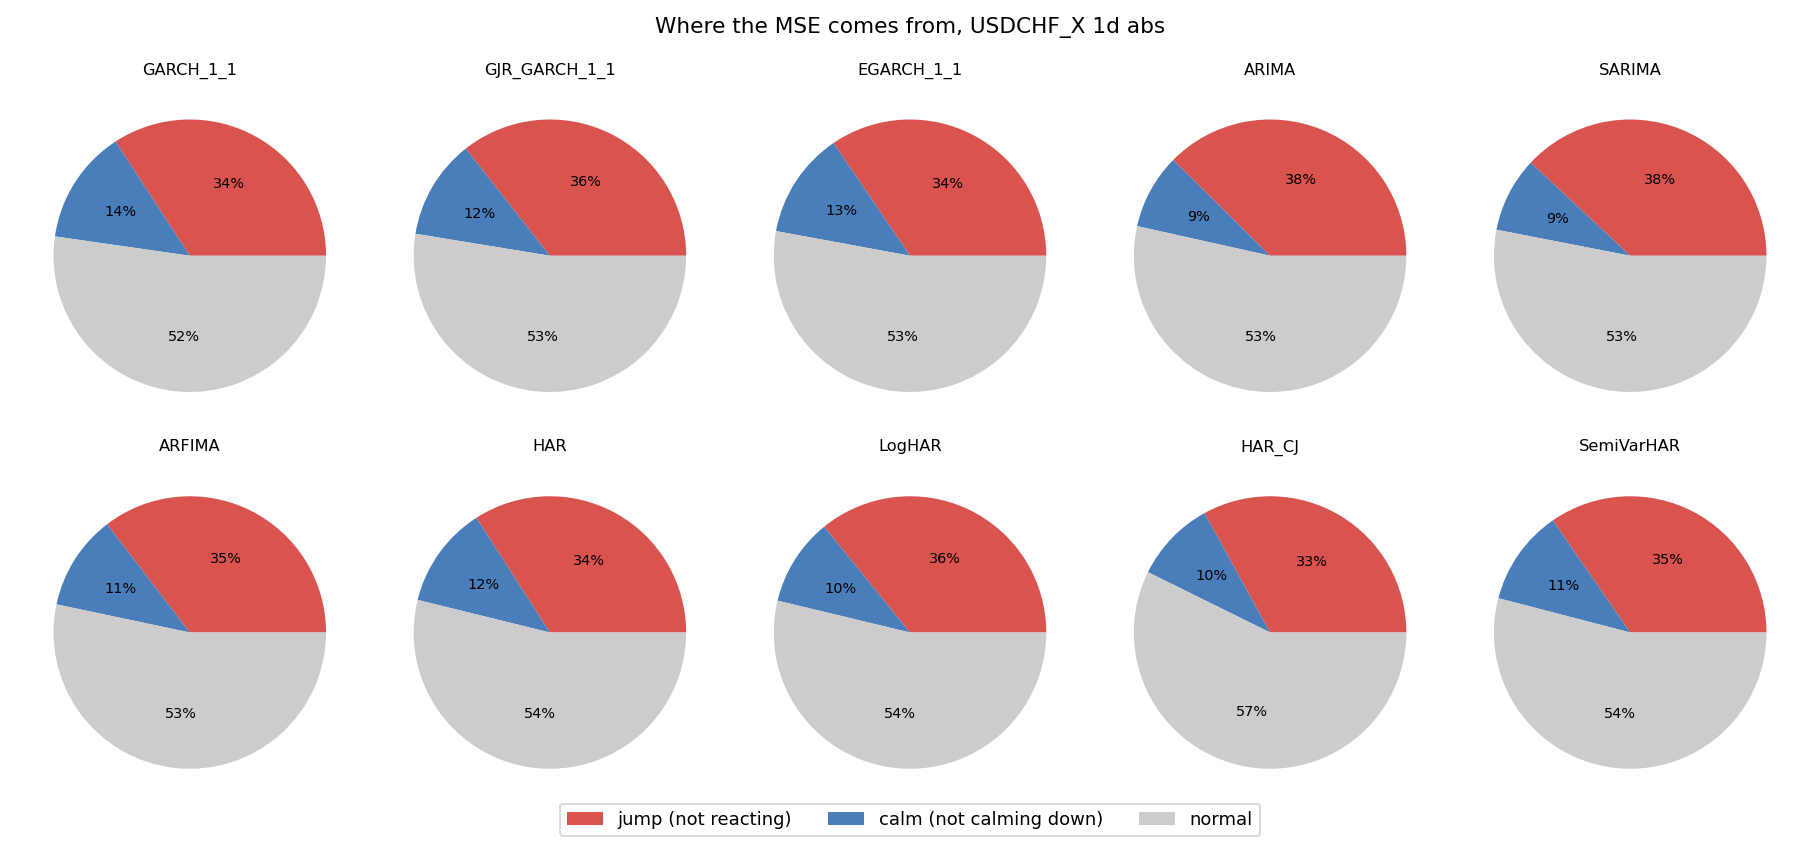 Where the MSE comes from, USDCHF_X 1d abs
GARCH_1_1
GJR_GARCH_1_1
EGARCH_1_1
ARIMA
SARIMA
34%
14%
52%
36%
12%
53%
34%
13%
53%
38%
9%
53%
38%
9%
53%
ARFIMA
HAR
LogHAR
HAR_CJ
SemiVarHAR
35%
11%
53%
34%
12%
54%
36%
10%
54%
33%
10%
57%
35%
11%
54%
jump (not reacting)
calm (not calming down)
normal